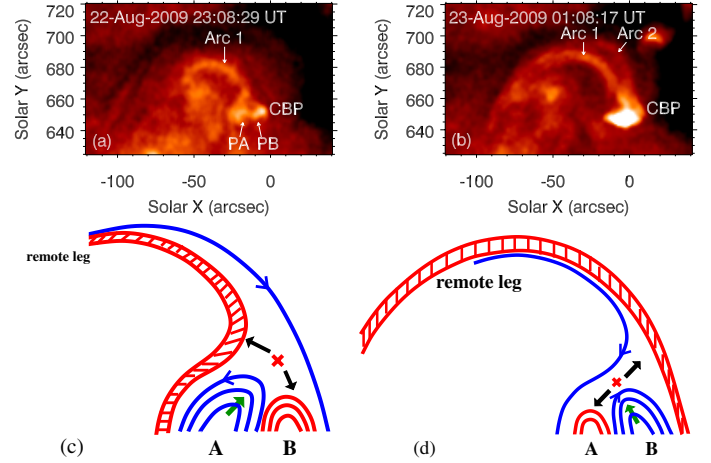 22-Aug-2009 23:08:29 UT
Arc 1
CBP
(a)
PA PB
Solar Y (arcsec)
720
700
680
660
640
-100 -50 0
Solar X (arcsec)
23-Aug-2009 01:08:17 UT
Arc 1 Arc 2
CBP
(b)
Solar Y (arcsec)
720
700
680
660
640
-100 -50 0
Solar X (arcsec)
remote leg
A B
(c)
remote leg
A B
(d)